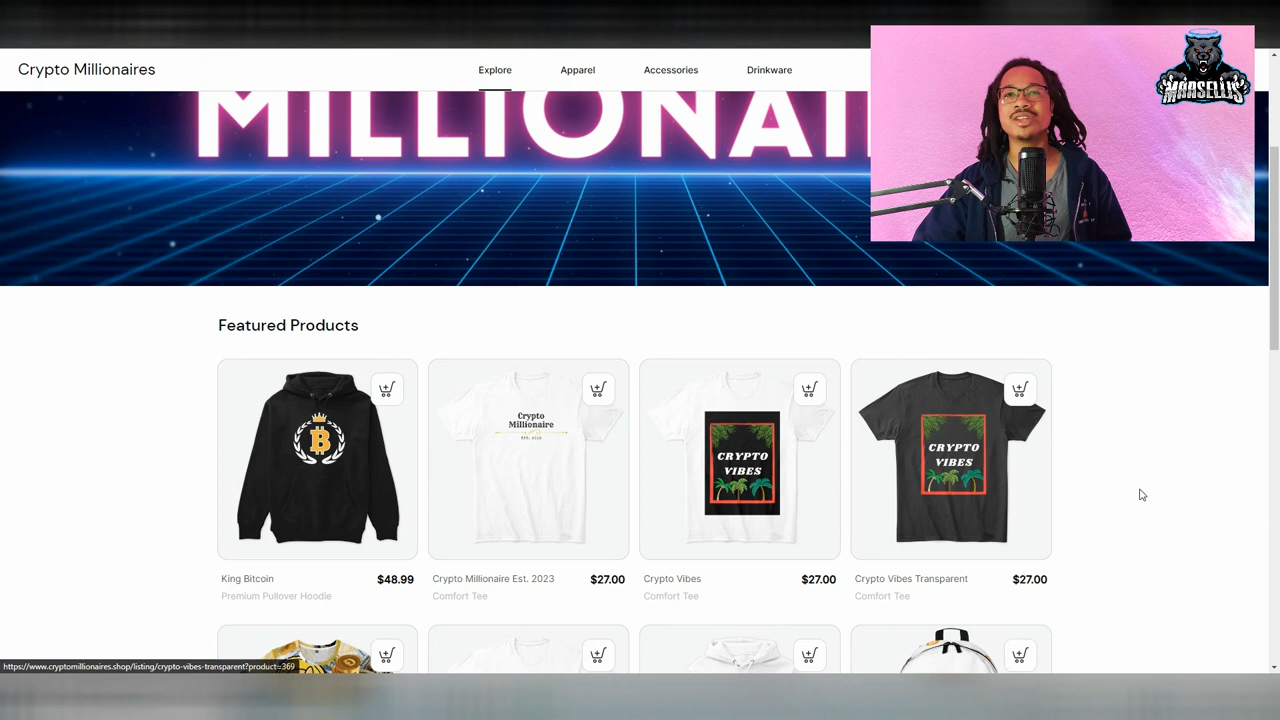 Crypto Millionaires
Explore
Apparel
Accessories
Drinkware
MARSELLIS
MILLIONAI
Featured Products
B
Crypto
Millionaire
CRYPTO
VIBES
CRYPTO
VIBES
King Bitcoin
$48.99
Premium Pullover Hoodie
Crypto Millionaire Est. 2023
$27.00
Comfort Tee
Crypto Vibes
$27.00
Comfort Tee
Crypto Vibes Transparent
$27.00
Comfort Tee
https://www.cryptomillionaires.shop/listing/crypto-vibes-transparent?product=369